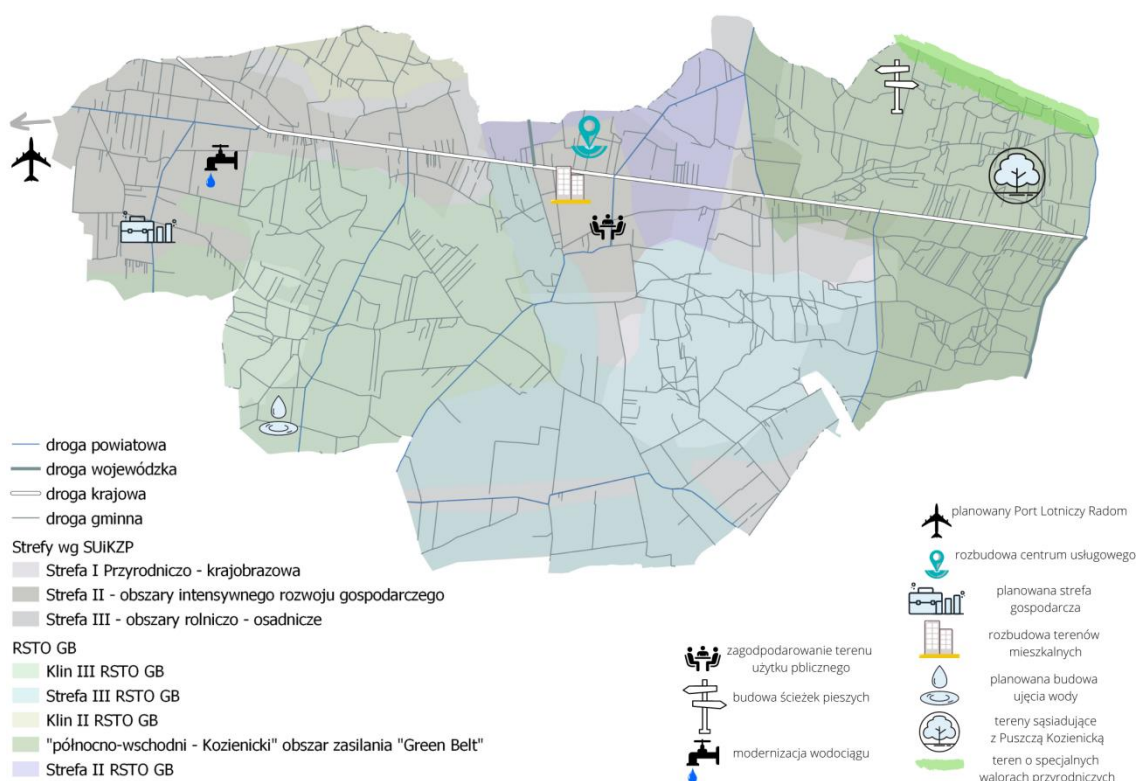 droga powiatowa
droga wojewódzka
droga krajowa
droga gminna
Strefy wg SUiKZP
Strefa I Przyrodniczo - krajobrazowa
Strefa II - obszary intensywnego rozwoju gospodarczego
Strefa III - obszary rolniczo - osadnicze
RSTO GB
Klin III RSTO GB
Strefa III RSTO GB
Klin II RSTO GB
"północno-wschodni - Kozienicki" obszar zasilania "Green Belt"
Strefa II RSTO GB
zagodpodarowanie terenu
użytku pblicznego
budowa ścieżek pieszych
modernizacja wodociągu
planowany Port Lotniczy Radom
rozbudowa centrum usługowego
planowana strefa
gospodarcza
rozbudowa terenów
mieszkalnych
planowana budowa
ujęcia wody
tereny sąsiadujące
z Puszczą Kozienicką
teren o specjalnych
walorach przyrodniczych